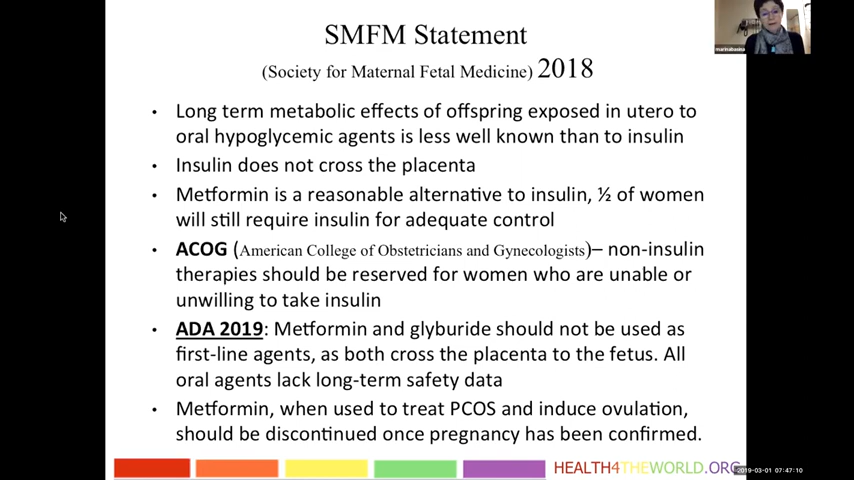 SMFM Statement
(Society for Maternal Fetal Medicine) 2018
• Long term metabolic effects of offspring exposed in utero to
oral hypoglycemic agents is less well known than to insulin
• Insulin does not cross the placenta
• Metformin is a reasonable alternative to insulin, ½ of women
will still require insulin for adequate control
• ACOG (American College of Obstetricians and Gynecologists)– non-insulin
therapies should be reserved for women who are unable or
unwilling to take insulin
• ADA 2019: Metformin and glyburide should not be used as
first-line agents, as both cross the placenta to the fetus. All
oral agents lack long-term safety data
• Metformin, when used to treat PCOS and induce ovulation,
should be discontinued once pregnancy has been confirmed.
HEALTH4THEWORLD.ORG
2019-03-01 07:47:10